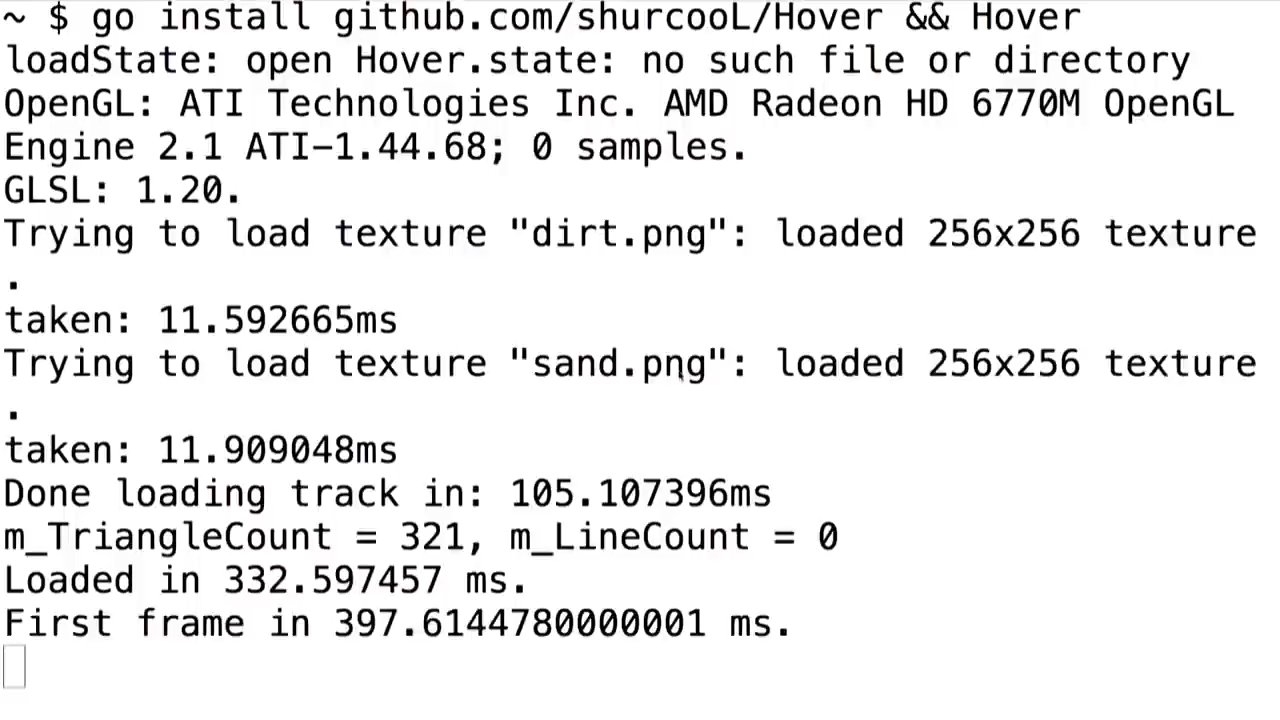 ~ $ go install github.com/shurcooL/Hover && Hover
loadState: open Hover.state: no such file or directory
OpenGL: ATI Technologies Inc. AMD Radeon HD 6770M OpenGL
Engine 2.1 ATI-1.44.68; 0 samples.
GLSL: 1.20.
Trying to load texture "dirt.png": loaded 256x256 texture
.
taken: 11.592665ms
Trying to load texture "sand.png": loaded 256x256 texture
.
taken: 11.909048ms
Done loading track in: 105.107396ms
m_TriangleCount = 321, m_LineCount = 0
Loaded in 332.597457 ms.
First frame in 397.6144780000001 ms.